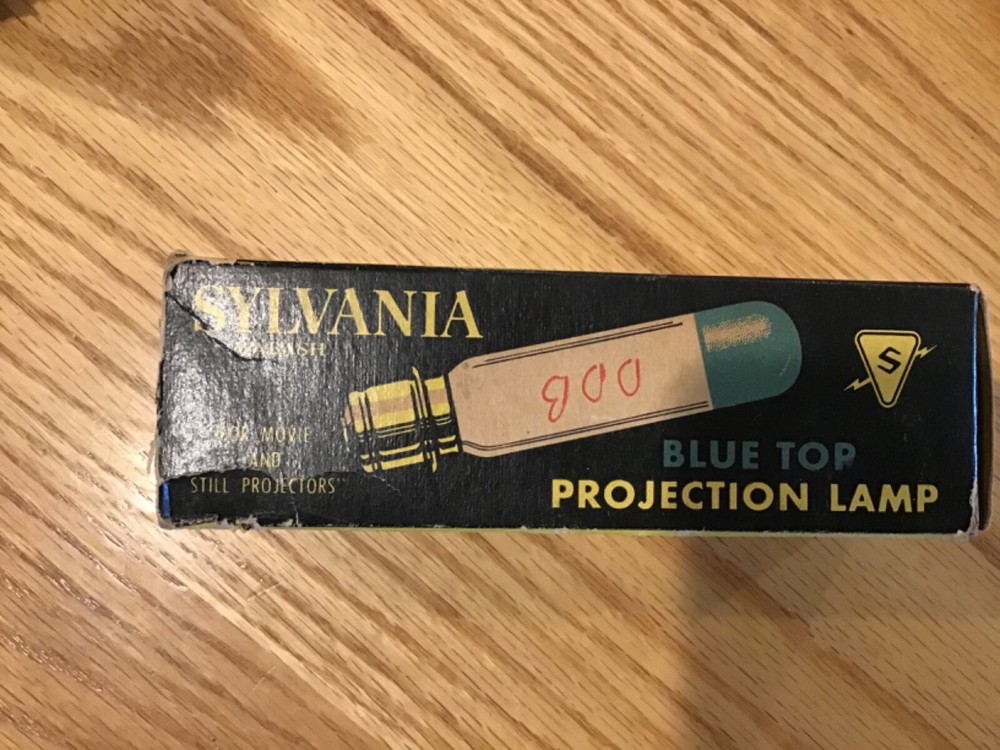 SYLVANIA
DDB
FOR MOVIE
AND
STILL PROJECTORS
BLUE TOP
PROJECTION LAMP
S